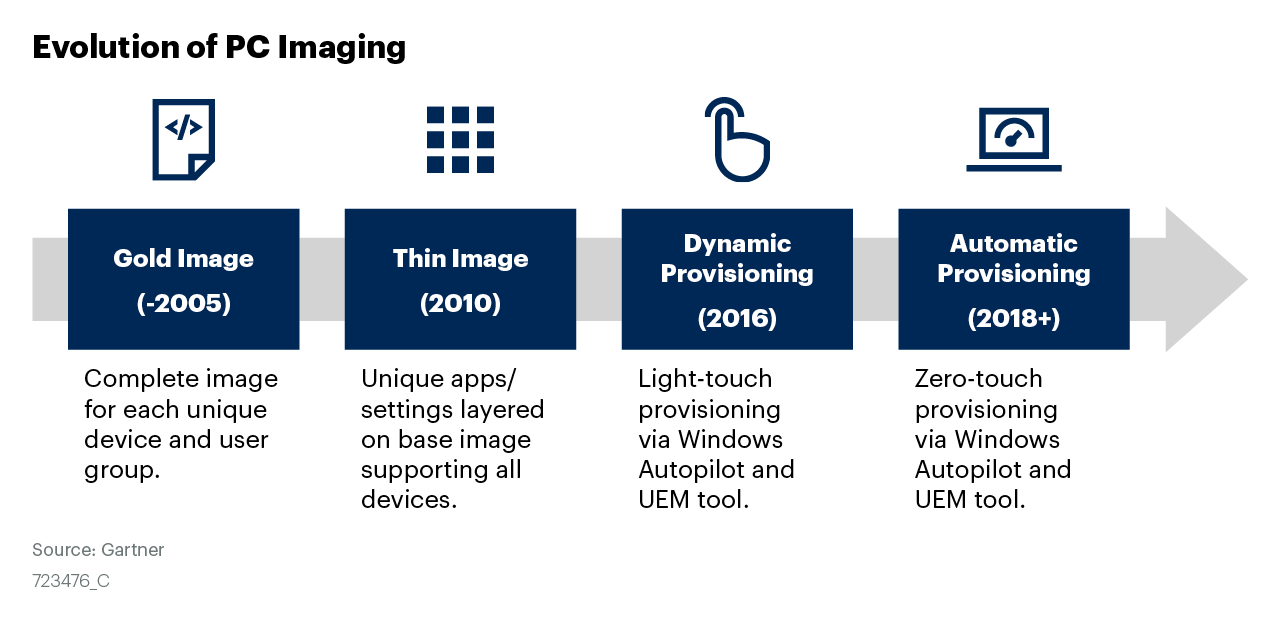 Evolution of PC Imaging
</>
Gold Image
(-2005)
Thin Image
(2010)
Dynamic
Provisioning
(2016)
Automatic
Provisioning
(2018+)
Complete image
for each unique
device and user
group.
Unique apps/
settings layered
on base image
supporting all
devices.
Light-touch
provisioning
via Windows
Autopilot and
UEM tool.
Zero-touch
provisioning
via Windows
Autopilot and
UEM tool.
Source: Gartner
723476_C